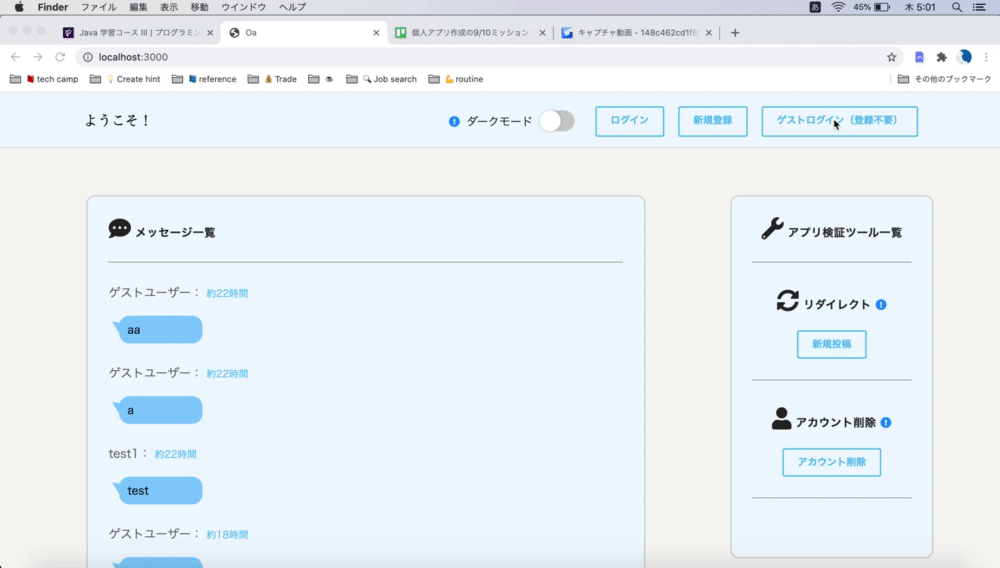 Finder ファイル 編集 表示 移動 ウインドウ ヘルプ あ 45% 木 5:01
Java 学習コース III | プログラミン
Oa
個人アプリ作成の9/10ミッション
キャプチャ動画 - 148c462cd1f8
localhost:3000
tech camp Create hint reference Trade Job search routine その他のブックマーク
ようこそ！ ダークモード ログイン 新規登録 ゲストログイン（登録不要）
メッセージ一覧
ゲストユーザー： 約22時間
aa
ゲストユーザー： 約22時間
a
test1： 約22時間
test
ゲストユーザー： 約18時間
アプリ検証ツール一覧
リダイレクト
新規投稿
アカウント削除
アカウント削除